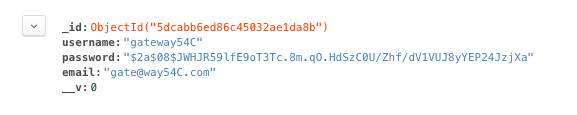 _id:ObjectId("5dcabb6ed86c45032ae1da8b")
username:"gateway54C"
password:"$2a$08$JWHJR59lfE9oT3Tc.8m.qO.HdSzC0U/Zhf/dV1VUJ8yYEP24JzjXa"
email:"gate@way54C.com"
__v:0